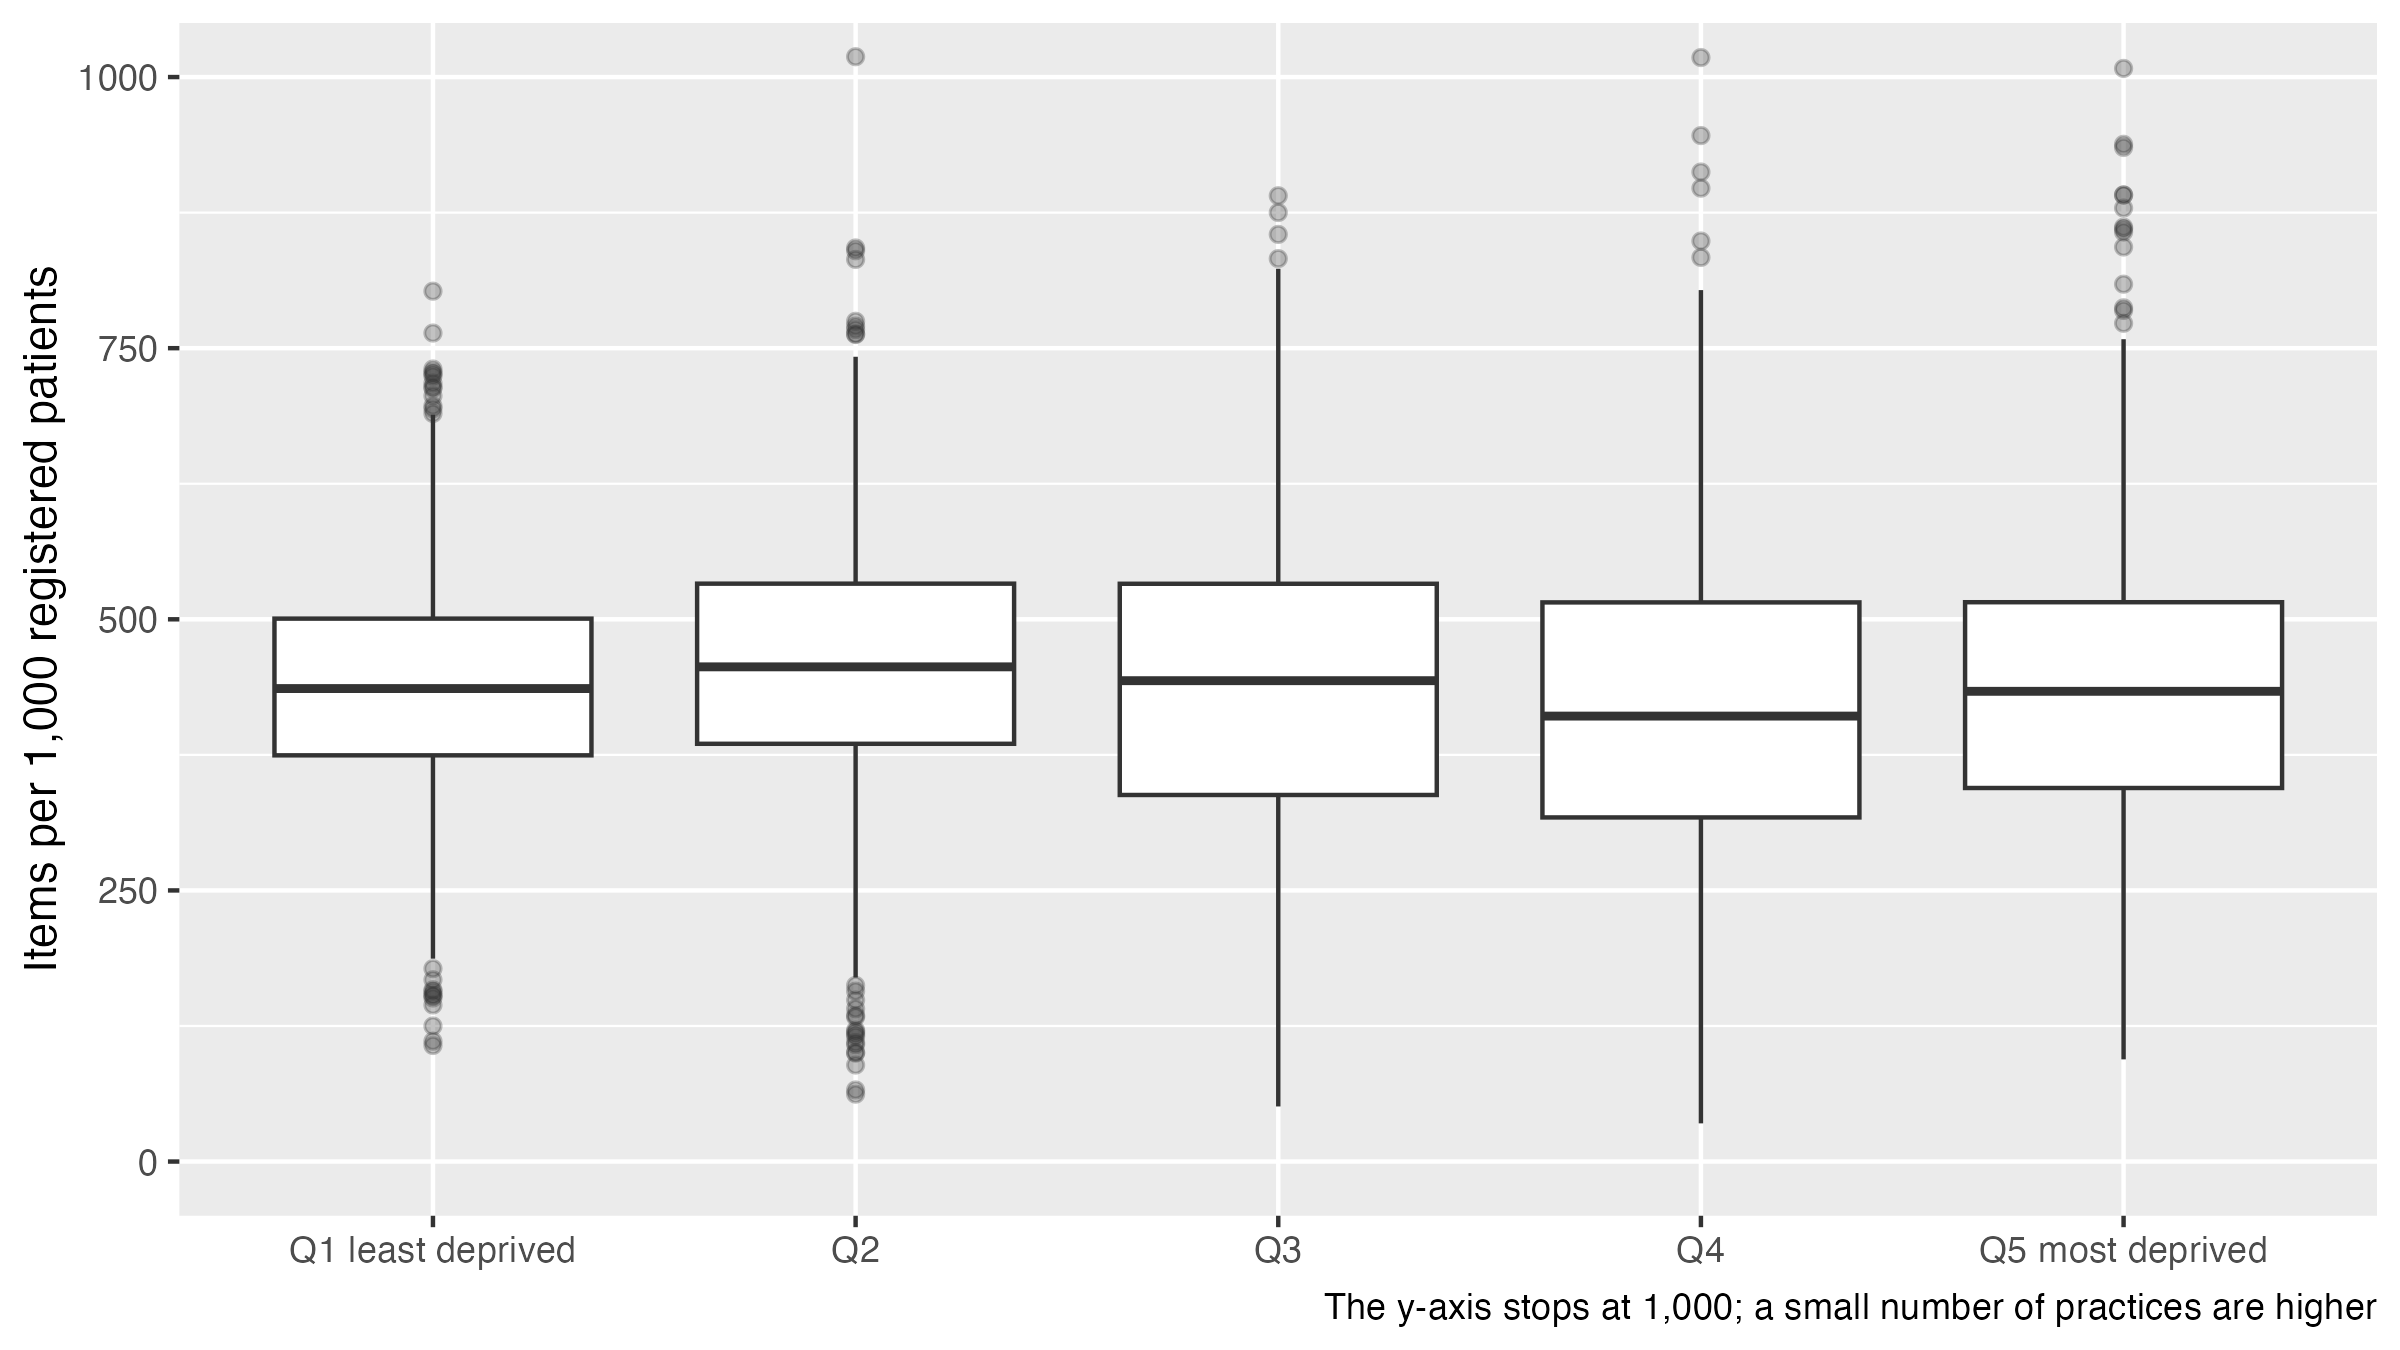 Items per 1,000 registered patients
1000
750
500
250
0
Q1 least deprived
Q2
Q3
Q4
Q5 most deprived
The y-axis stops at 1,000; a small number of practices are higher